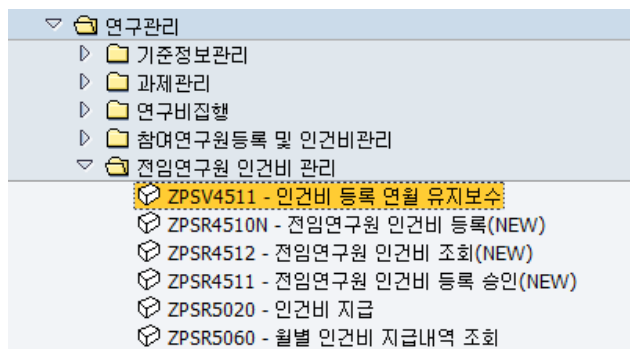 연구관리
기준정보관리
과제관리
연구비집행
참여연구원등록 및 인건비관리
전임연구원 인건비 관리
ZPSV4511 - 인건비 등록 연월 유지보수
ZPSR4510N - 전임연구원 인건비 등록(NEW)
ZPSR4512 - 전임연구원 인건비 조회(NEW)
ZPSR4511 - 전임연구원 인건비 등록 승인(NEW)
ZPSR5020 - 인건비 지급
ZPSR5060 - 월별 인건비 지급내역 조회